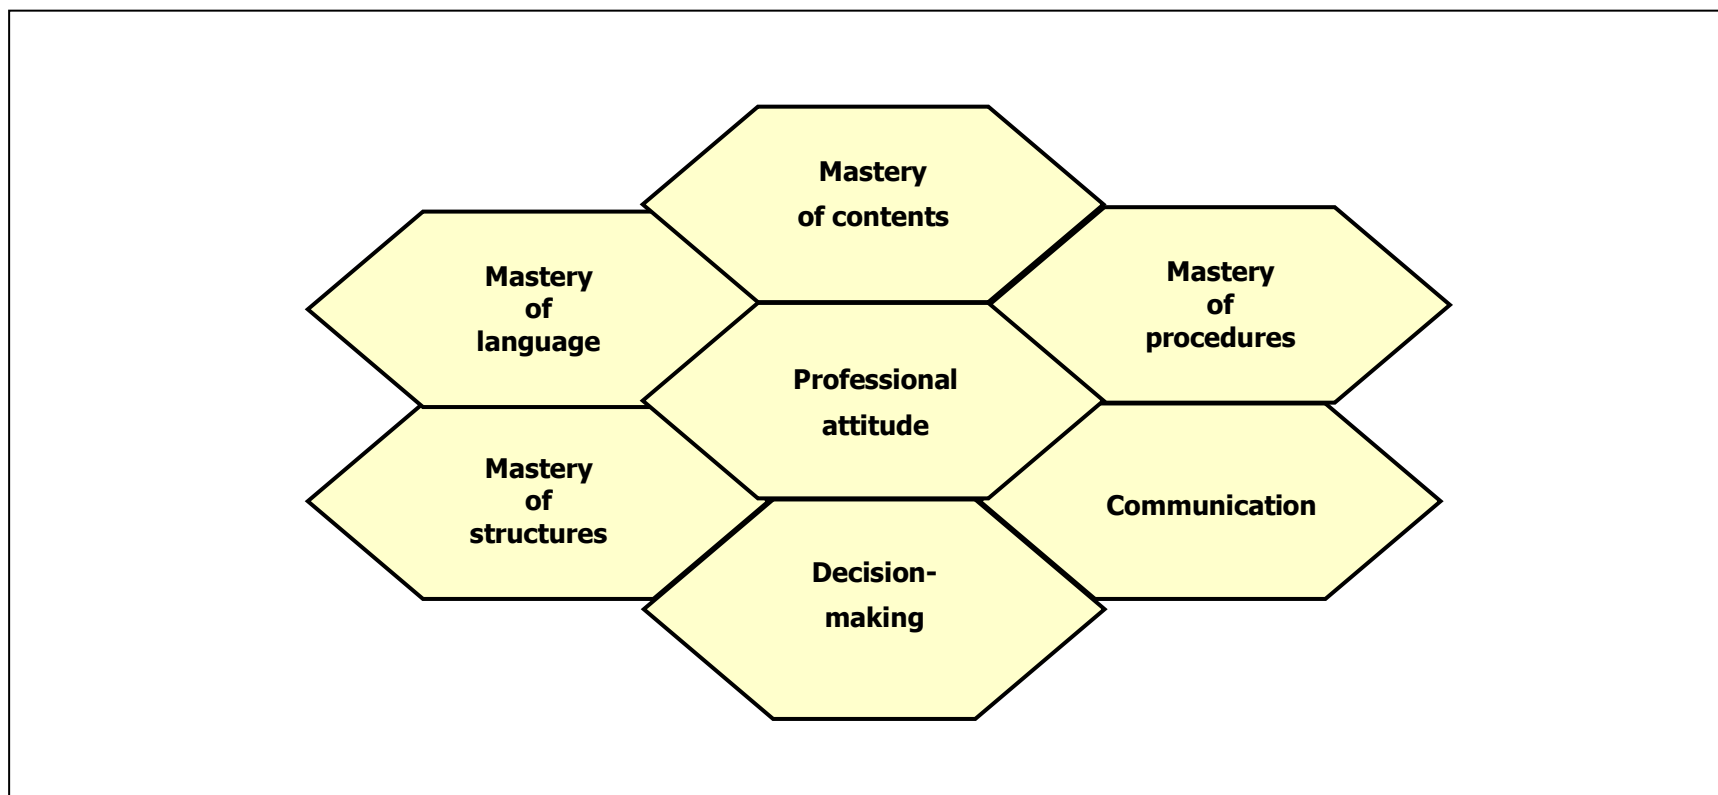 Mastery
of contents
Mastery
of
language
Mastery
of
procedures
Professional
attitude
Mastery
of
structures
Communication
Decision-
making